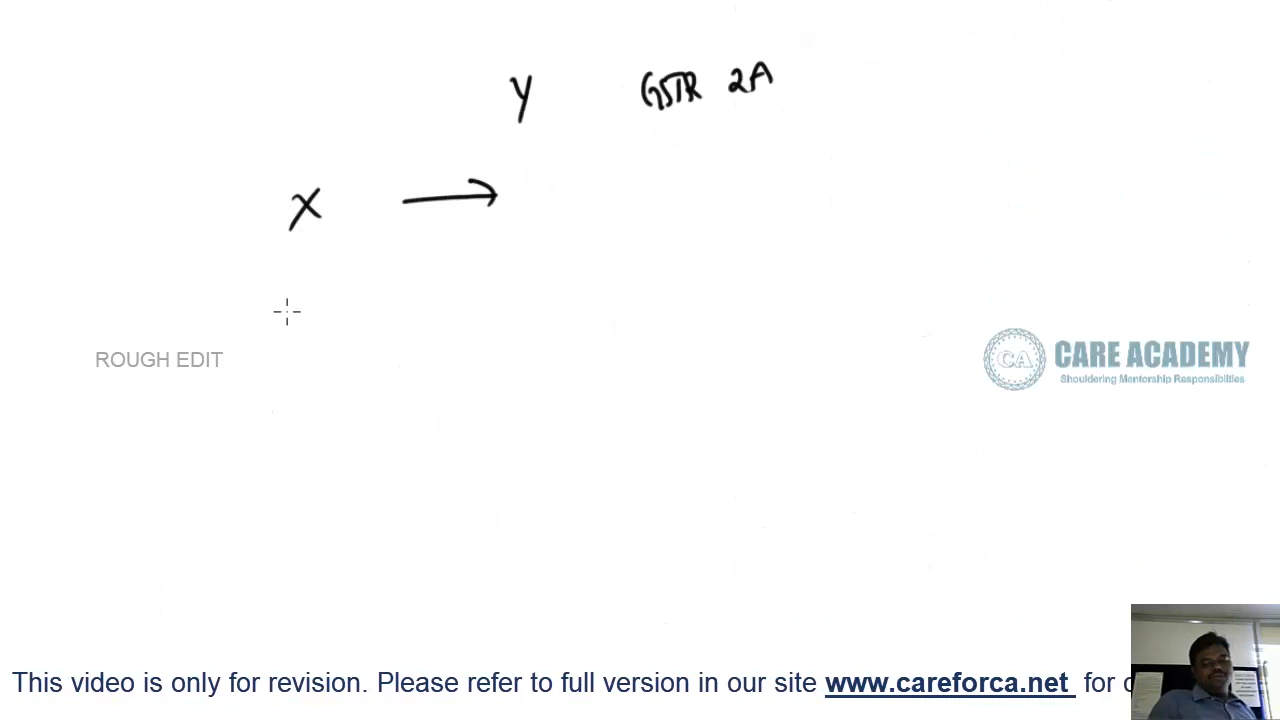 Y GSTR 2A
X →
ROUGH EDIT
CA
CARE ACADEMY
Shouldering Mentorship Responsibilities
This video is only for revision. Please refer to full version in our site www.careforca.net for